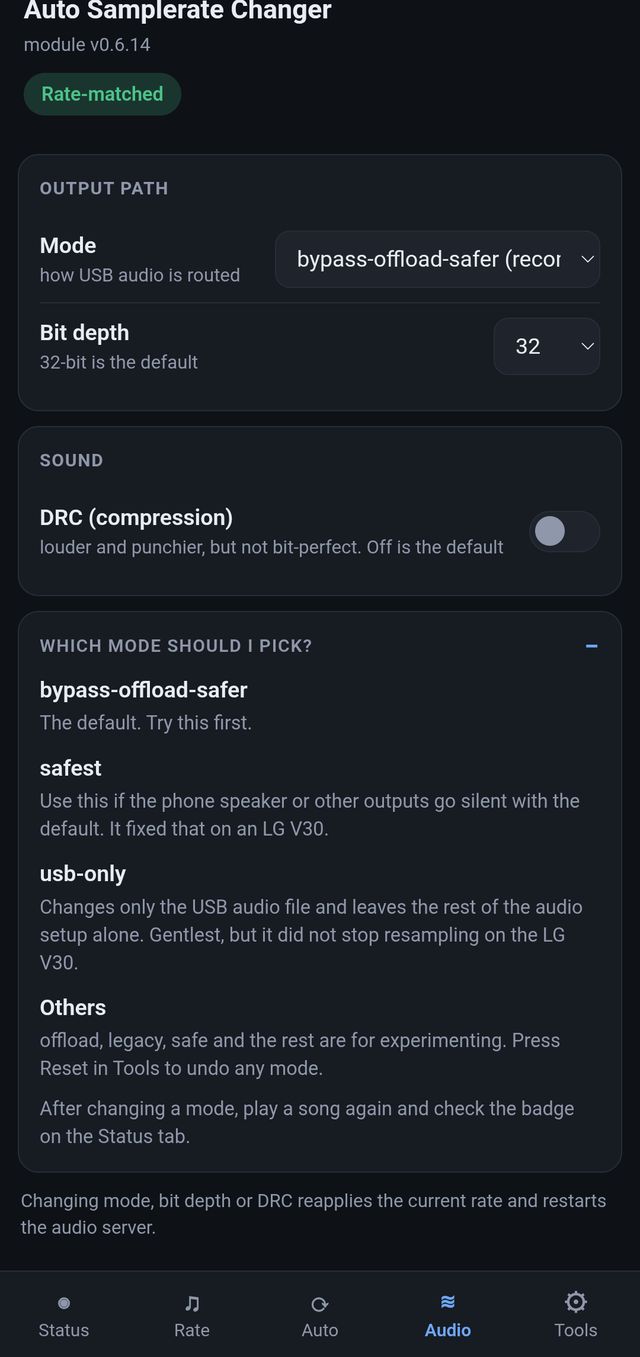 Auto Samplerate Changer
module v0.6.14
Rate-matched
OUTPUT PATH
Mode
how USB audio is routed
bypass-offload-safer (recor
Bit depth
32-bit is the default
32
SOUND
DRC (compression)
louder and punchier, but not bit-perfect. Off is the default
WHICH MODE SHOULD I PICK?
bypass-offload-safer
The default. Try this first.
safest
Use this if the phone speaker or other outputs go silent with the
default. It fixed that on an LG V30.
usb-only
Changes only the USB audio file and leaves the rest of the audio
setup alone. Gentlest, but it did not stop resampling on the LG
V30.
Others
offload, legacy, safe and the rest are for experimenting. Press
Reset in Tools to undo any mode.
After changing a mode, play a song again and check the badge
on the Status tab.
Changing mode, bit depth or DRC reapplies the current rate and restarts
the audio server.
Status
Rate
Auto
Audio
Tools